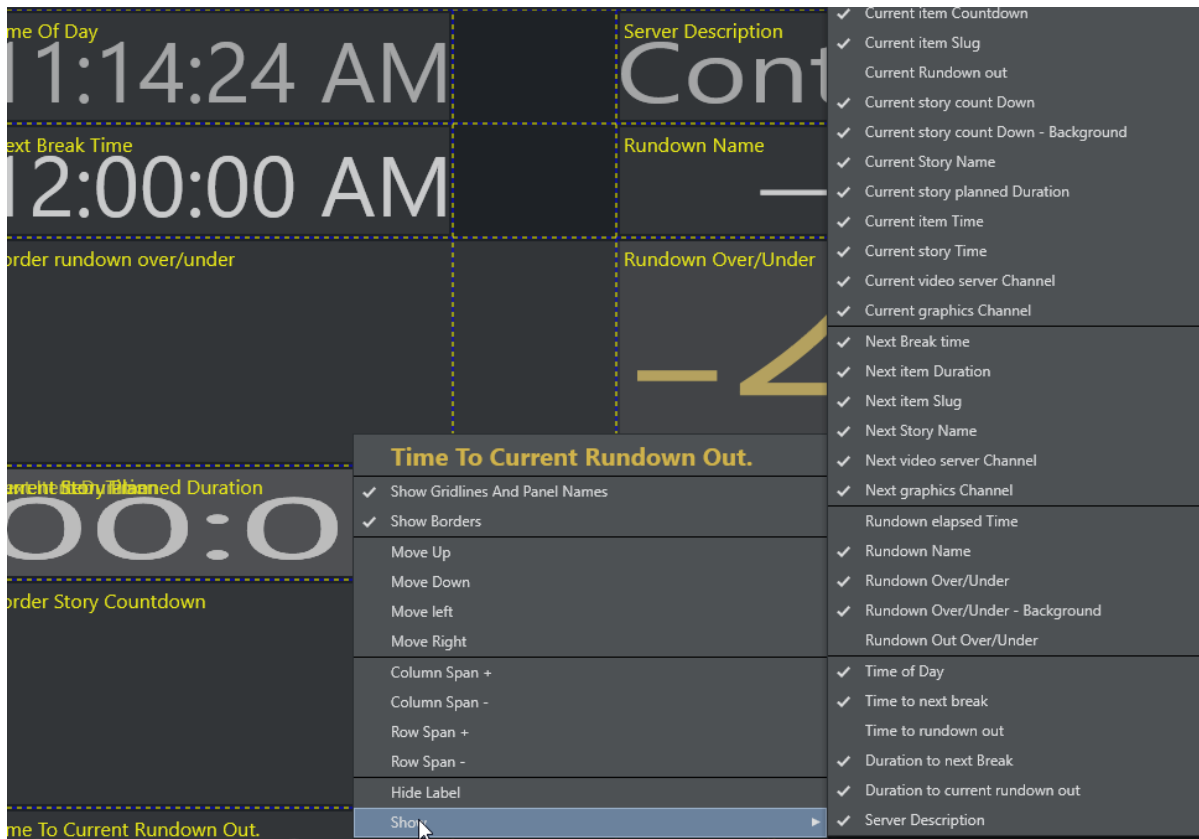 me Of Day
11:14:24 AM
Server Description
Cont
ext Break Time
12:00:00 AM
Rundown Name
order rundown over/under
Rundown Over/Under
Planned Duration
00:0
order Story Countdown
me To Current Rundown Out.
Time To Current Rundown Out.
Show Gridlines And Panel Names
Show Borders
Move Up
Move Down
Move left
Move Right
Column Span +
Column Span -
Row Span +
Row Span -
Hide Label
Show
Current item Countdown
Current item Slug
Current Rundown out
Current story count Down
Current story count Down - Background
Current Story Name
Current story planned Duration
Current item Time
Current story Time
Current video server Channel
Current graphics Channel
Next Break time
Next item Duration
Next item Slug
Next Story Name
Next video server Channel
Next graphics Channel
Rundown elapsed Time
Rundown Name
Rundown Over/Under
Rundown Over/Under - Background
Rundown Out Over/Under
Time of Day
Time to next break
Time to rundown out
Duration to next Break
Duration to current rundown out
Server Description